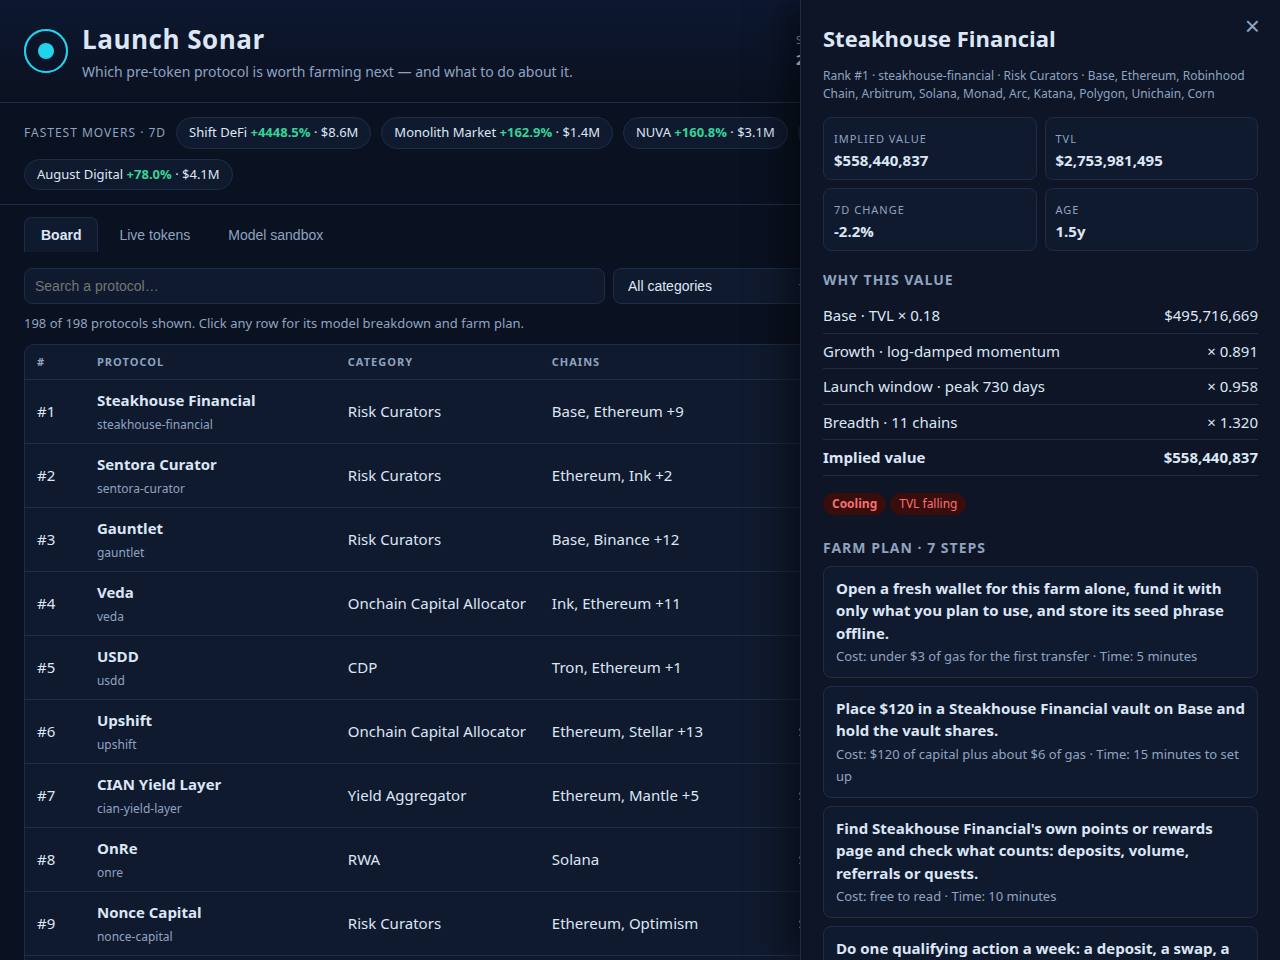 Launch Sonar
Which pre-token protocol is worth farming next — and what to do about it.
FASTEST MOVERS · 7D
Shift DeFi +4448.5% · $8.6M
Monolith Market +162.9% · $1.4M
NUVA +160.8% · $3.1M
August Digital +78.0% · $4.1M
Board
Live tokens
Model sandbox
Search a protocol…
All categories
198 of 198 protocols shown. Click any row for its model breakdown and farm plan.
# PROTOCOL CATEGORY CHAINS
#1 Steakhouse Financial Risk Curators Base, Ethereum +9
steakhouse-financial
#2 Sentora Curator Risk Curators Ethereum, Ink +2
sentora-curator
#3 Gauntlet Risk Curators Base, Binance +12
gauntlet
#4 Veda Onchain Capital Allocator Ink, Ethereum +11
veda
#5 USDD CDP Tron, Ethereum +1
usdd
#6 Upshift Onchain Capital Allocator Ethereum, Stellar +13
upshift
#7 CIAN Yield Layer Yield Aggregator Ethereum, Mantle +5
cian-yield-layer
#8 OnRe RWA Solana
onre
#9 Nonce Capital Risk Curators Ethereum, Optimism
nonce-capital
×
Steakhouse Financial
Rank #1 · steakhouse-financial · Risk Curators · Base, Ethereum, Robinhood
Chain, Arbitrum, Solana, Monad, Arc, Katana, Polygon, Unichain, Corn
IMPLIED VALUE
$558,440,837
TVL
$2,753,981,495
7D CHANGE
-2.2%
AGE
1.5y
WHY THIS VALUE
Base · TVL × 0.18 $495,716,669
Growth · log-damped momentum × 0.891
Launch window · peak 730 days × 0.958
Breadth · 11 chains × 1.320
Implied value $558,440,837
Cooling
TVL falling
FARM PLAN · 7 STEPS
Open a fresh wallet for this farm alone, fund it with
only what you plan to use, and store its seed phrase
offline.
Cost: under $3 of gas for the first transfer · Time: 5 minutes
Place $120 in a Steakhouse Financial vault on Base and
hold the vault shares.
Cost: $120 of capital plus about $6 of gas · Time: 15 minutes to set
up
Find Steakhouse Financial's own points or rewards
page and check what counts: deposits, volume,
referrals or quests.
Cost: free to read · Time: 10 minutes
Do one qualifying action a week: a deposit, a swap, a